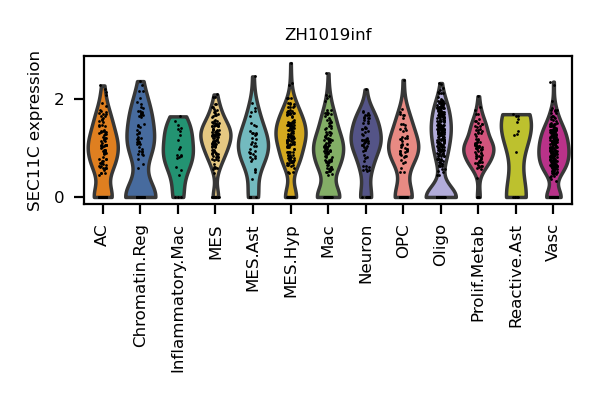 ZH1019inf
SEC11C expression
2
0
AC
Chromatin.Reg
Inflammatory.Mac
MES
MES.Ast
MES.Hyp
Mac
Neuron
OPC
Oligo
Prolif.Metab
Reactive.Ast
Vasc